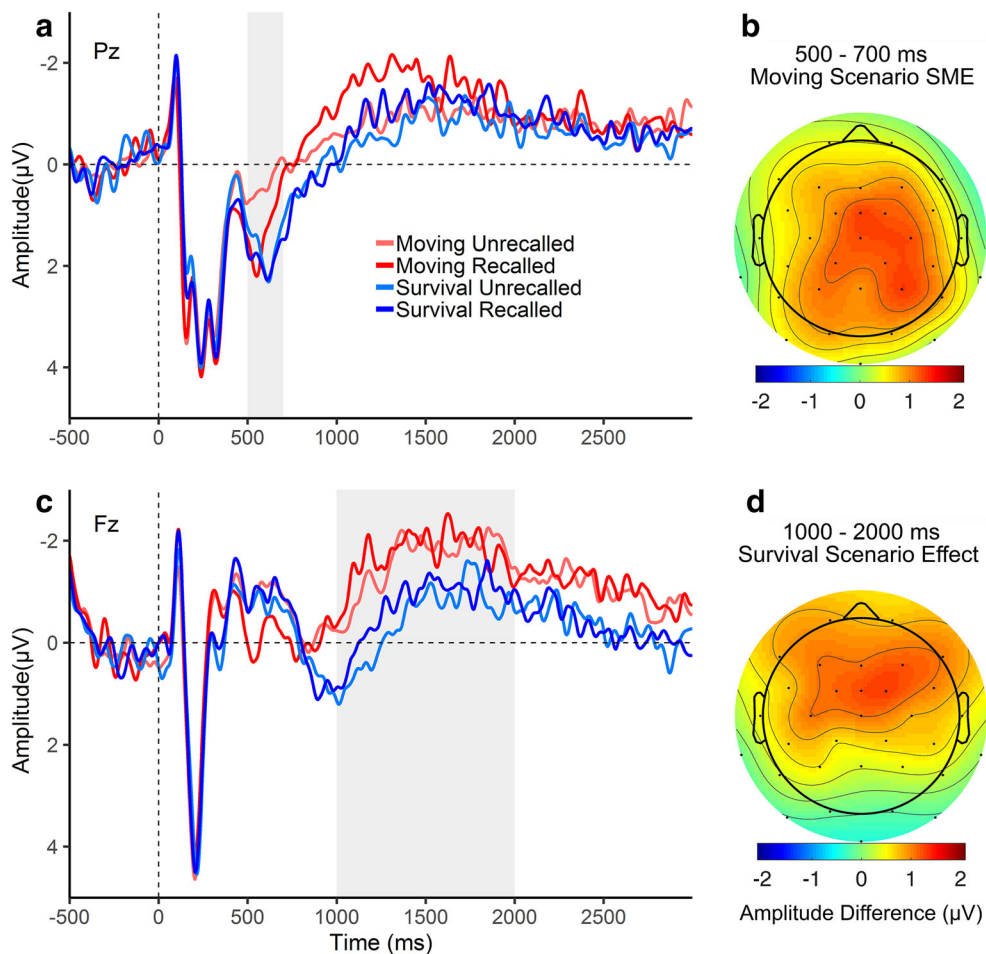 a
Pz
Amplitude(µV)
-2
0
2
4
Moving Unrecalled
Moving Recalled
Survival Unrecalled
Survival Recalled
-500 0 500 1000 1500 2000 2500
b
500 - 700 ms
Moving Scenario SME
-2 -1 0 1 2
c
Fz
Amplitude(µV)
-2
0
2
4
-500 0 500 1000 1500 2000 2500
Time (ms)
d
1000 - 2000 ms
Survival Scenario Effect
-2 -1 0 1 2
Amplitude Difference (µV)